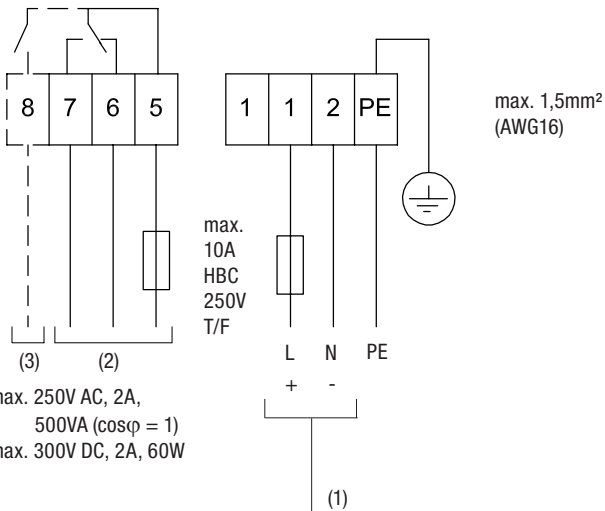 8 7 6 5
1 1 2 PE
max. 1,5mm²
(AWG16)
max.
10A
HBC
250V
T/F
L N PE
+ -
(3) (2)
max. 250V AC, 2A,
500VA (cosφ = 1)
max. 300V DC, 2A, 60W
(1)